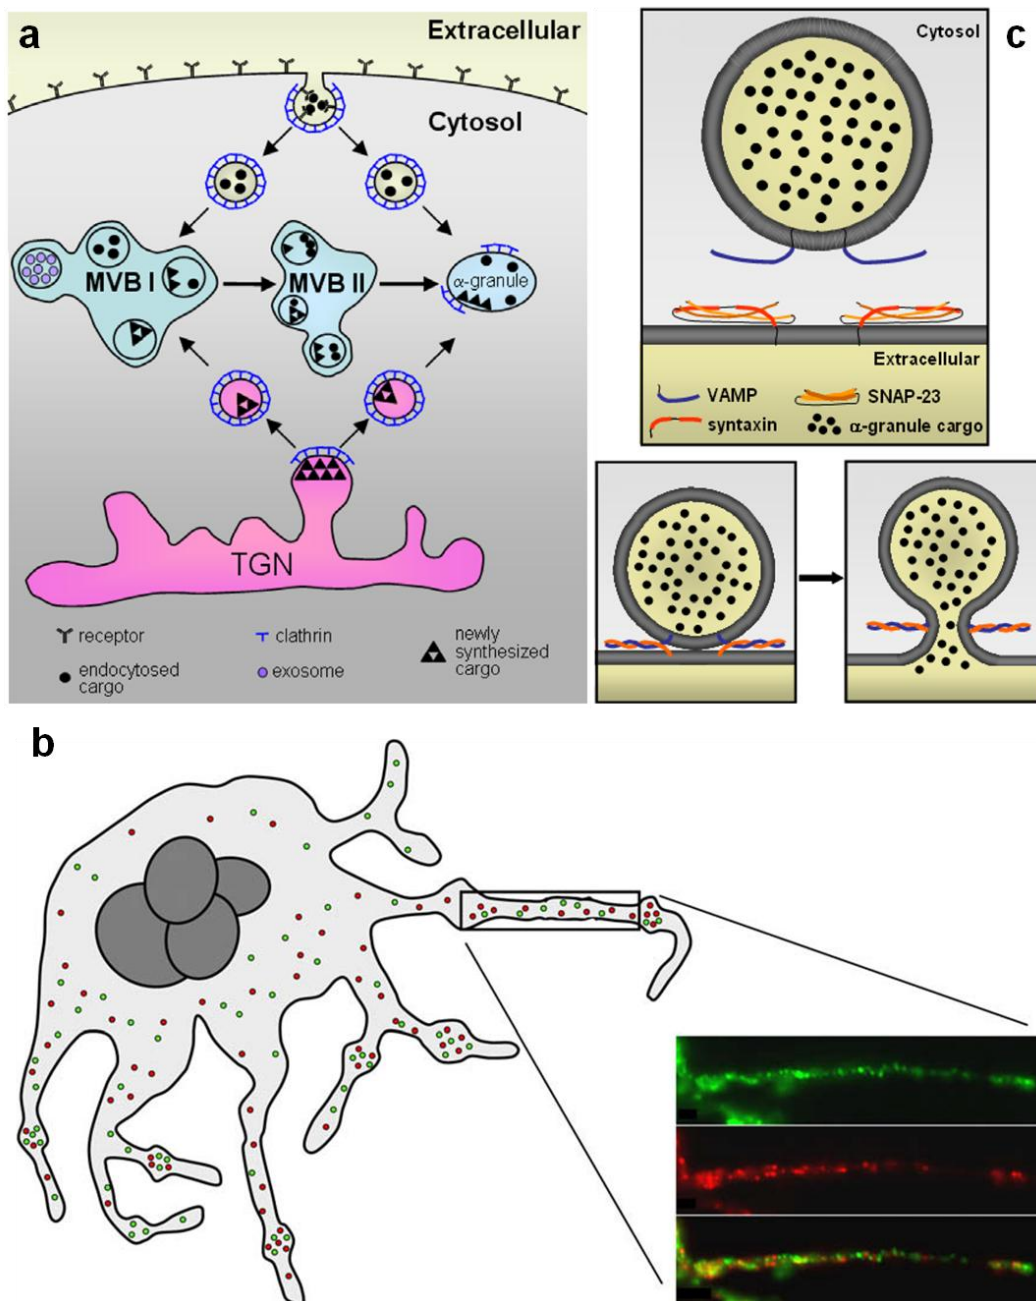 a
Extracellular
Cytosol
MVB I
MVB II
α-granule
TGN
receptor
clathrin
newly
synthesized
cargo
endocytosed
cargo
exosome
c
Cytosol
Extracellular
VAMP
SNAP-23
syntaxin
α-granule cargo
b